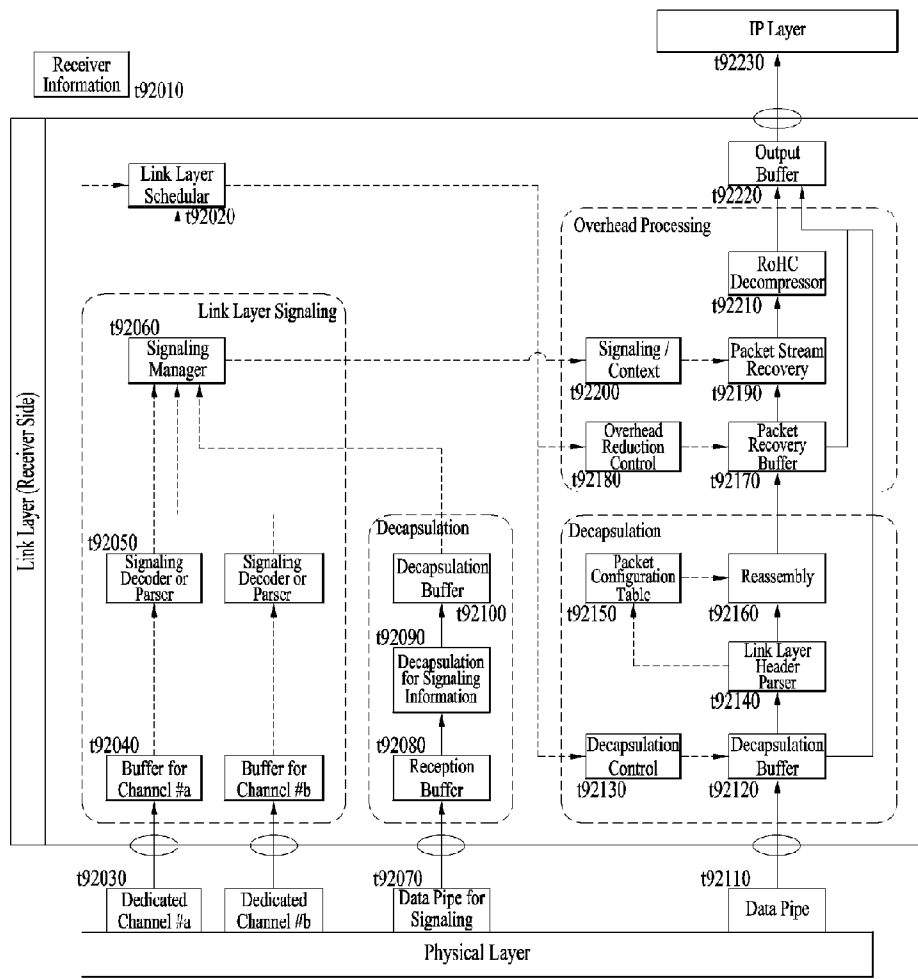 IP Layer
t92230
Receiver
Information
t92010
Link Layer (Receiver Side)
Link Layer
Schedular
t92020
Output
Buffer
t92220
Overhead Processing
RoHC
Decompressor
t92210
Link Layer Signaling
t92060
Signaling
Manager
Signaling /
Context
t92200
Packet Stream
Recovery
t92190
Overhead
Reduction
Control
t92180
Packet
Recovery
Buffer
t92170
t92050
Signaling
Decoder or
Parser
Signaling
Decoder or
Parser
Decapsulation
Decapsulation
Buffer
t92100
t92090
Decapsulation
for Signaling
Information
t92080
Reception
Buffer
Decapsulation
Packet
Configuration
Table
t92150
Reassembly
t92160
Link Layer
Header
Parser
t92140
t92040
Buffer for
Channel #a
Buffer for
Channel #b
Decapsulation
Control
t92130
Decapsulation
Buffer
t92120
t92030
Dedicated
Channel #a
Dedicated
Channel #b
t92070
Data Pipe for
Signaling
t92110
Data Pipe
Physical Layer